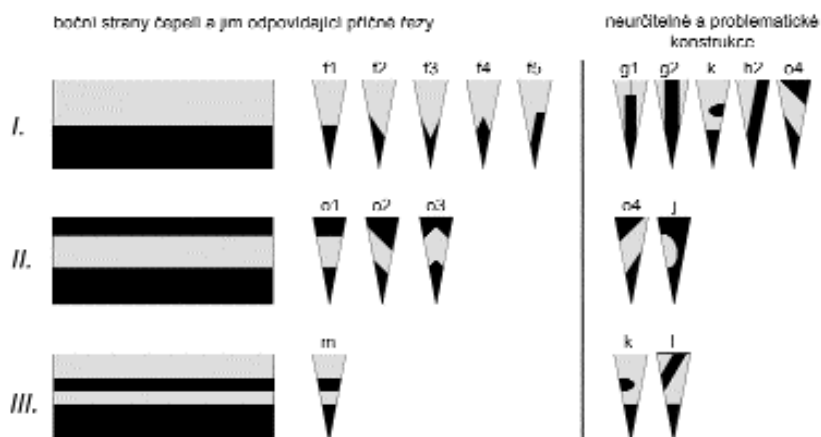 boční strany čepelí a jim odpovídající příčné řezy
neurčitelné a problematické
konstrukce
I.
f1 f2 f3 f4 f5
g1 g2 k h2 o4
II.
o1 o2 o3
o4 j
III.
m
k l